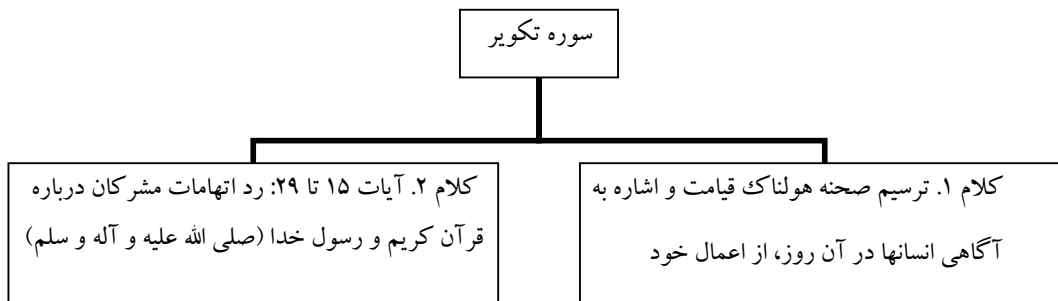 سوره تکویر
کلام ۱. ترسیم صحنه هولناک قیامت و اشاره به
آگاهی انسانها در آن روز، از اعمال خود
کلام ۲. آیات ۱۵ تا ۲۹: رد اتهامات مشرکان درباره
قرآن کریم و رسول خدا (صلی الله علیه و آله و سلم)